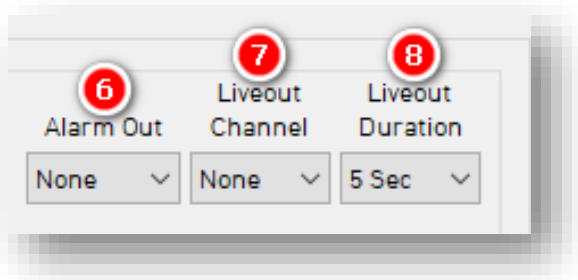 6
7
8
Alarm Out
Liveout
Channel
Liveout
Duration
None
None
5 Sec